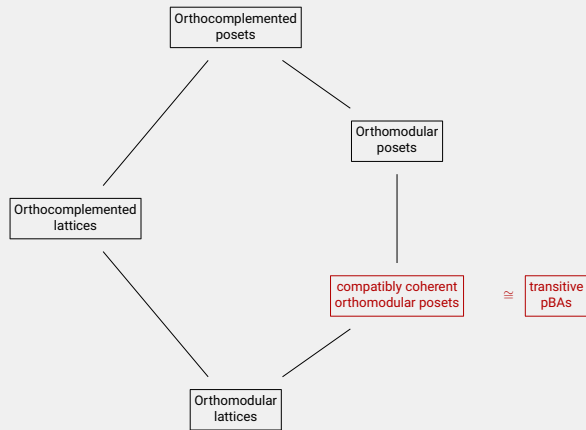 Orthocomplemented
posets
Orthomodular
posets
Orthocomplemented
lattices
compatibly coherent
orthomodular posets
≅
transitive
pBAs
Orthomodular
lattices